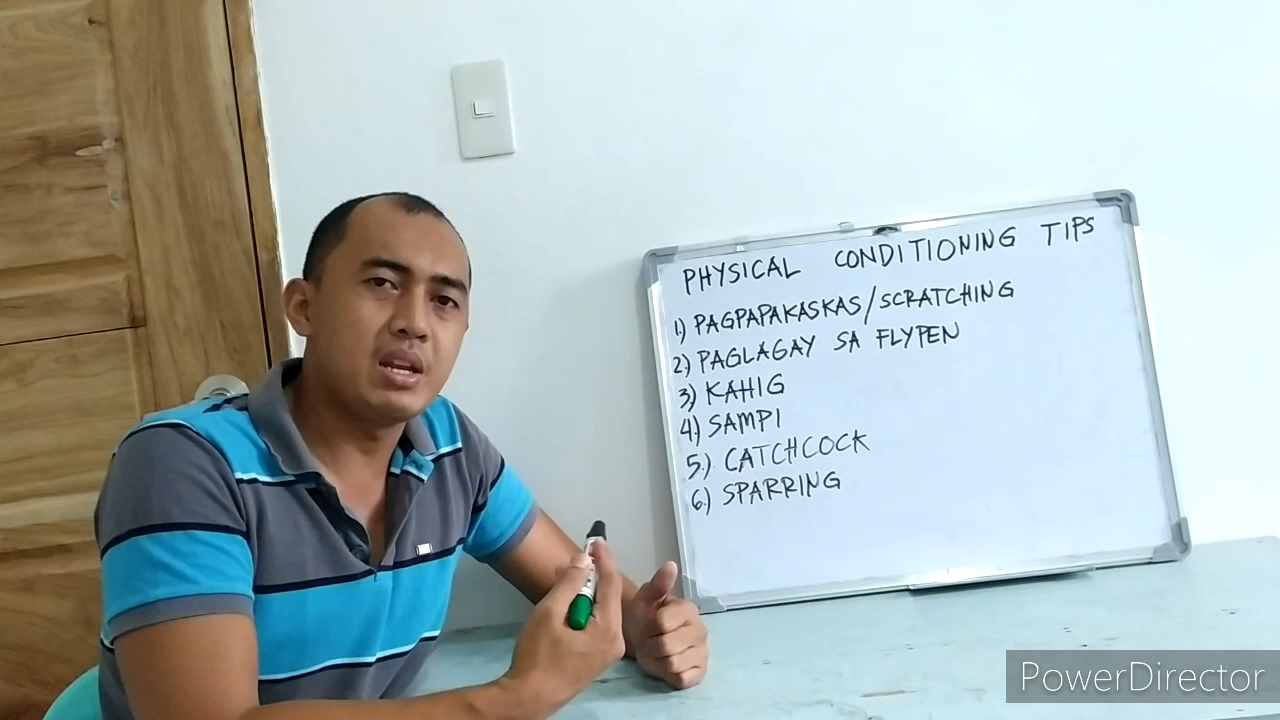 PHYSICAL CONDITIONING TIPS
1.) PAGPAPAKASKAS/SCRATCHING
2.) PAGLAGAY SA FLYPEN
3.) KAHIG
4.) SAMPI
5.) CATCHCOCK
6.) SPARRING
PowerDirector